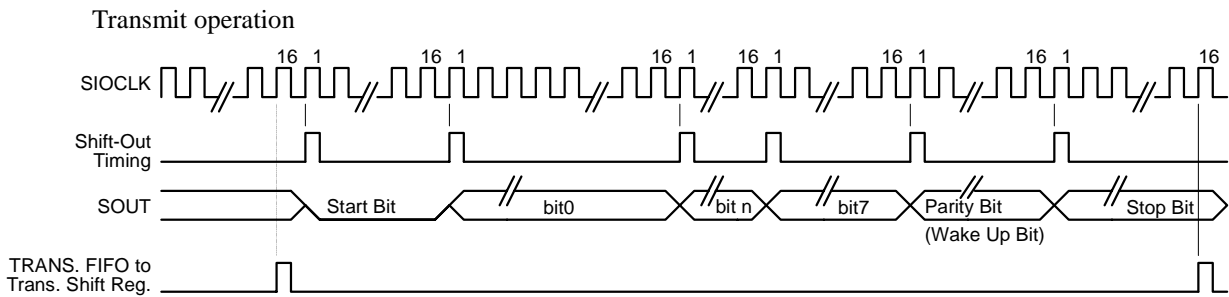 Transmit operation
16 1 16 1 16 1 16 1 16 1 16 1 16
SIOCLK
Shift-Out
Timing
SOUT
Start Bit bit0 bit n bit7 Parity Bit Stop Bit
(Wake Up Bit)
TRANS. FIFO to
Trans. Shift Reg.